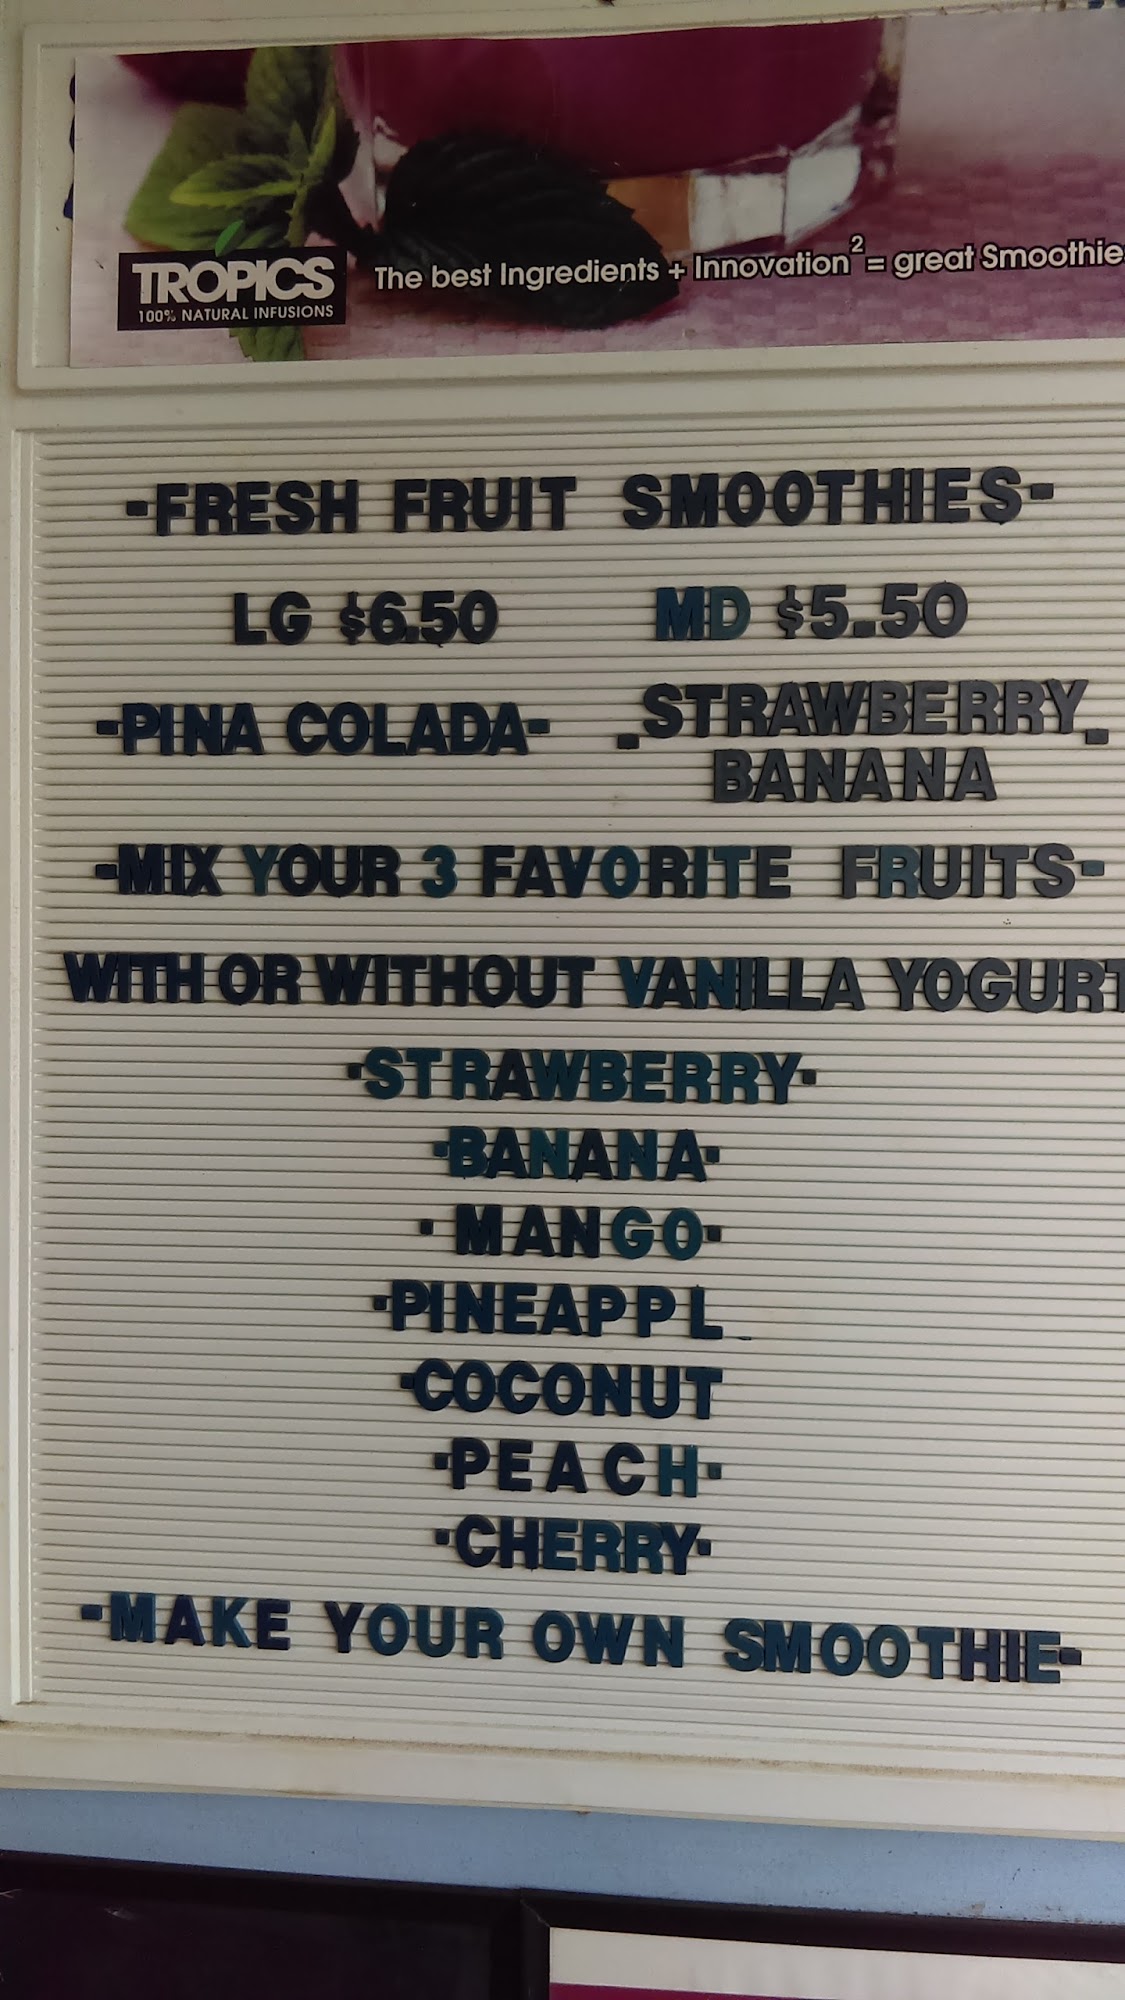 TROPICS
100% NATURAL INFUSIONS
The best Ingredients + Innovation² = great Smoothie
-FRESH FRUIT SMOOTHIES-
LG $6.50 MD $5.50
-PINA COLADA- .STRAWBERRY.
BANANA
-MIX YOUR 3 FAVORITE FRUITS-
WITH OR WITHOUT VANILLA YOGURT
·STRAWBERRY·
·BANANA·
· MANGO·
·PINEAPPL
·COCONUT
·PEACH·
·CHERRY·
-MAKE YOUR OWN SMOOTHIE-